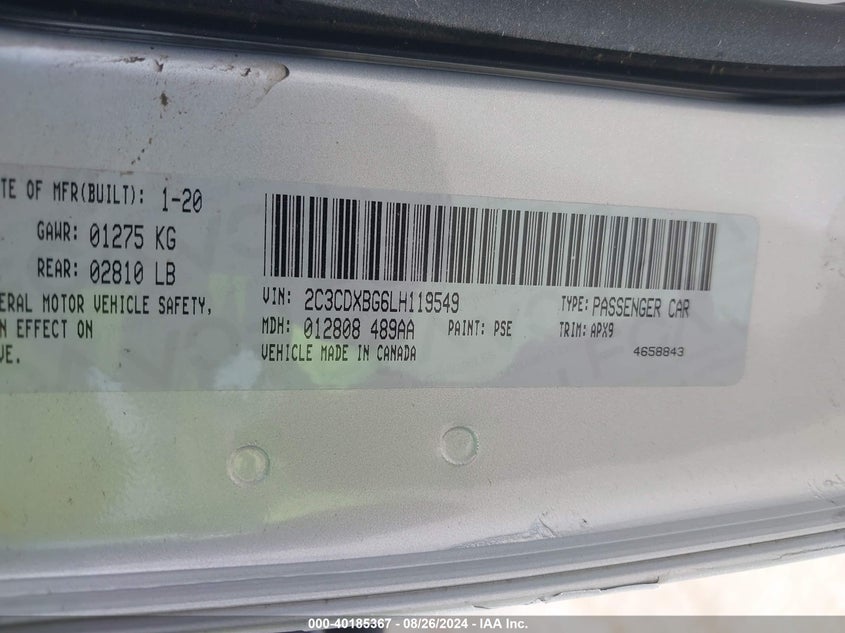 TE OF MFR(BUILT): 1-20
GAWR: 01275 KG
REAR: 02810 LB
ERAL MOTOR VEHICLE SAFETY,
N EFFECT ON
VE.
VIN: 2C3CDXBG6LH119549 TYPE: PASSENGER CAR
MDH: 012808 489AA PAINT: PSE TRIM: APX9
VEHICLE MADE IN CANADA 4658843
000-40185367 - 08/26/2024 - IAA Inc.